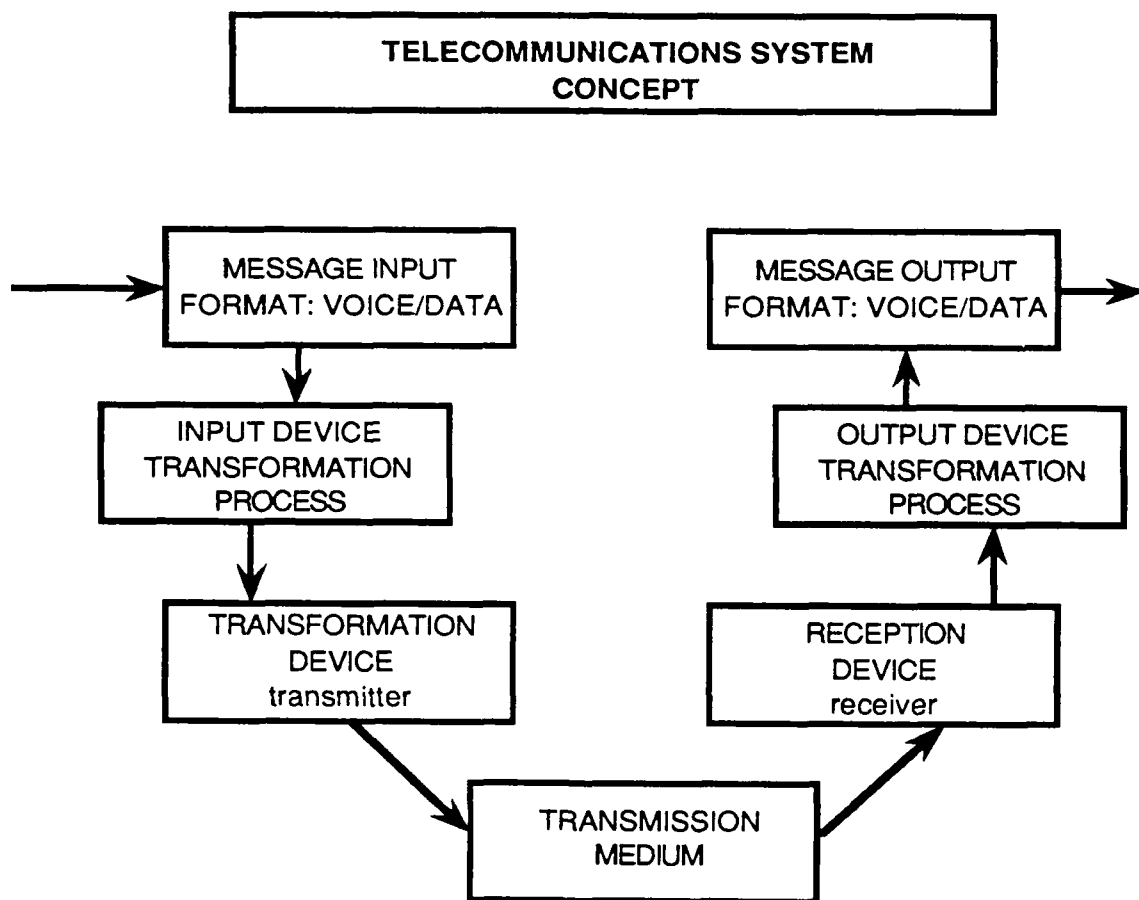 TELECOMMUNICATIONS SYSTEM
CONCEPT
MESSAGE INPUT
FORMAT: VOICE/DATA
INPUT DEVICE
TRANSFORMATION
PROCESS
TRANSFORMATION
DEVICE
transmitter
TRANSMISSION
MEDIUM
RECEPTION
DEVICE
receiver
OUTPUT DEVICE
TRANSFORMATION
PROCESS
MESSAGE OUTPUT
FORMAT: VOICE/DATA